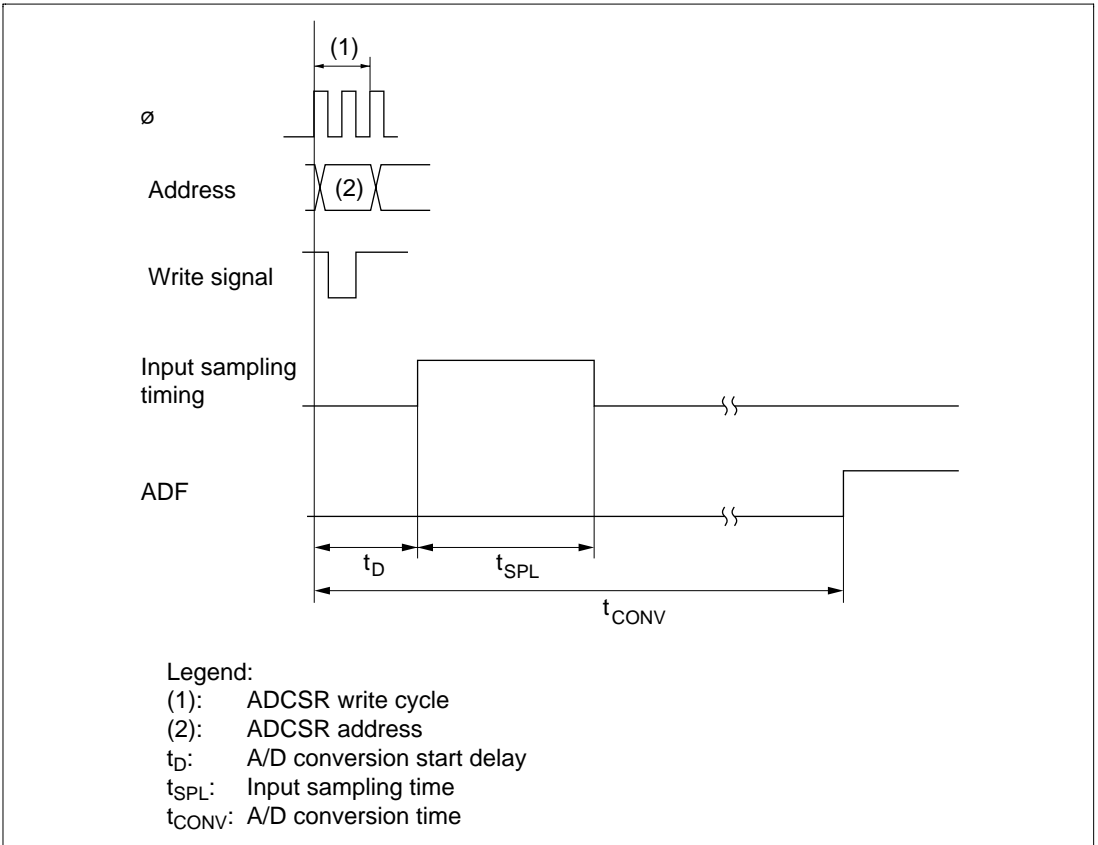 (1)
ø
Address
(2)
Write signal
Input sampling
timing
ADF
tD
tSPL
tCONV
Legend:
(1): ADCSR write cycle
(2): ADCSR address
tD: A/D conversion start delay
tSPL: Input sampling time
tCONV: A/D conversion time